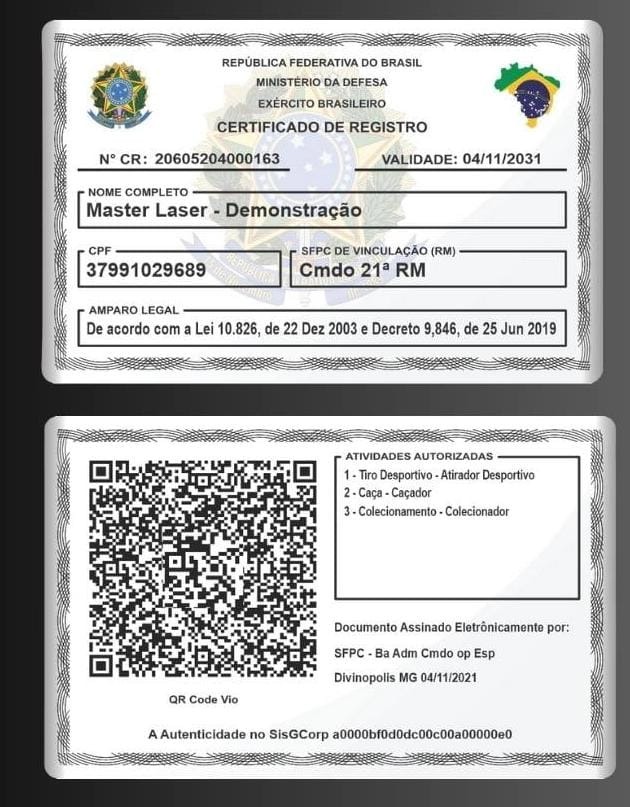 REPÚBLICA FEDERATIVA DO BRASIL
MINISTÉRIO DA DEFESA
EXÉRCITO BRASILEIRO
CERTIFICADO DE REGISTRO
N° CR: 20605204000163 VALIDADE: 04/11/2031
NOME COMPLETO
Master Laser - Demonstração
CPF
37991029689
SFPC DE VINCULAÇÃO (RM)
Cmdo 21ª RM
AMPARO LEGAL
De acordo com a Lei 10.826, de 22 Dez 2003 e Decreto 9,846, de 25 Jun 2019
ATIVIDADES AUTORIZADAS
1 - Tiro Desportivo - Atirador Desportivo
2 - Caça - Caçador
3 - Colecionamento - Colecionador
Documento Assinado Eletrônicamente por:
SFPC - Ba Adm Cmdo op Esp
Divinopolis MG 04/11/2021
QR Code Vio
A Autenticidade no SisGCorp a0000bf0d0dc00c00a00000e0